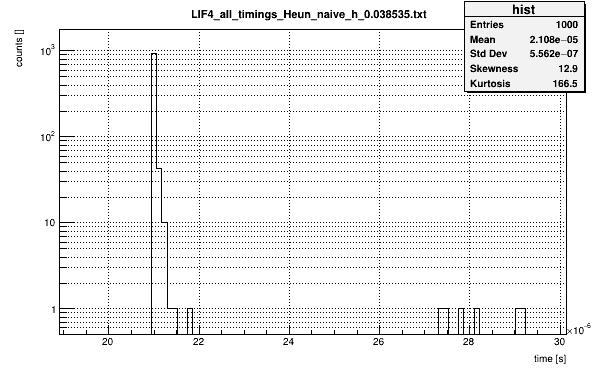 LIF4_all_timings_Heun_naive_h_0.038535.txt
hist
Entries 1000
Mean 2.108e−05
Std Dev 5.562e−07
Skewness 12.9
Kurtosis 166.5
counts []
10³
10²
10
1
20 22 24 26 28 30
×10⁻⁶
time [s]